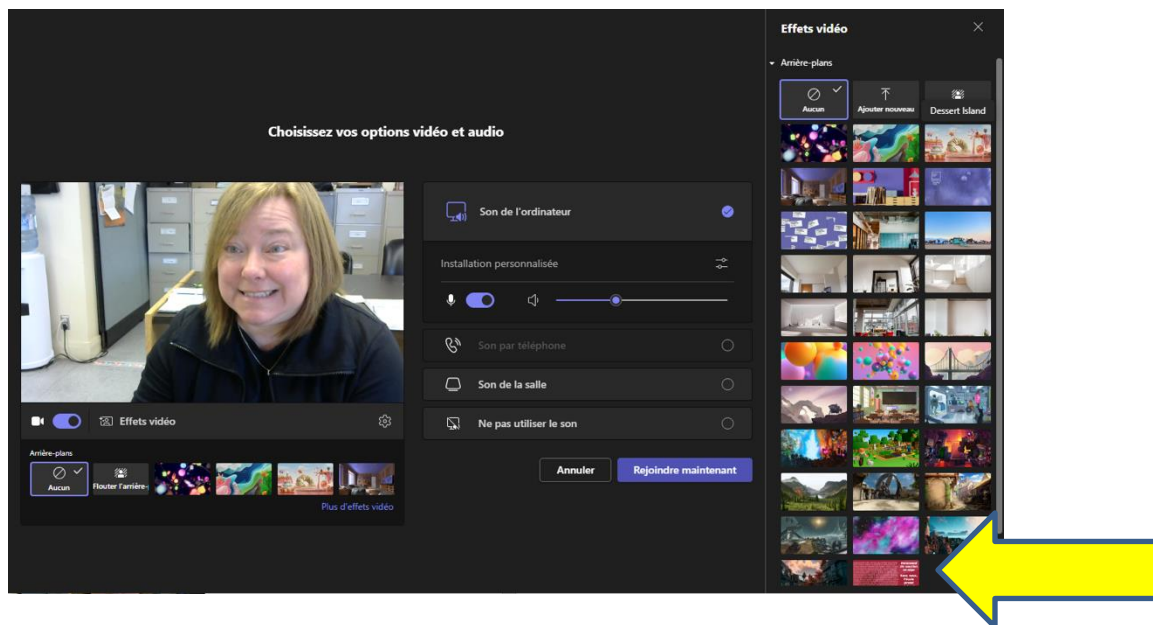 Effets vidéo
Arrière-plans
Aucun
Ajouter nouveau
Dessert Island
Choisissez vos options vidéo et audio
Son de l'ordinateur
Installation personnalisée
Son par téléphone
Son de la salle
Ne pas utiliser le son
Effets vidéo
Arrière-plans
Aucun
Flouter l'arrière-
Plus d'effets vidéo
Annuler
Rejoindre maintenant